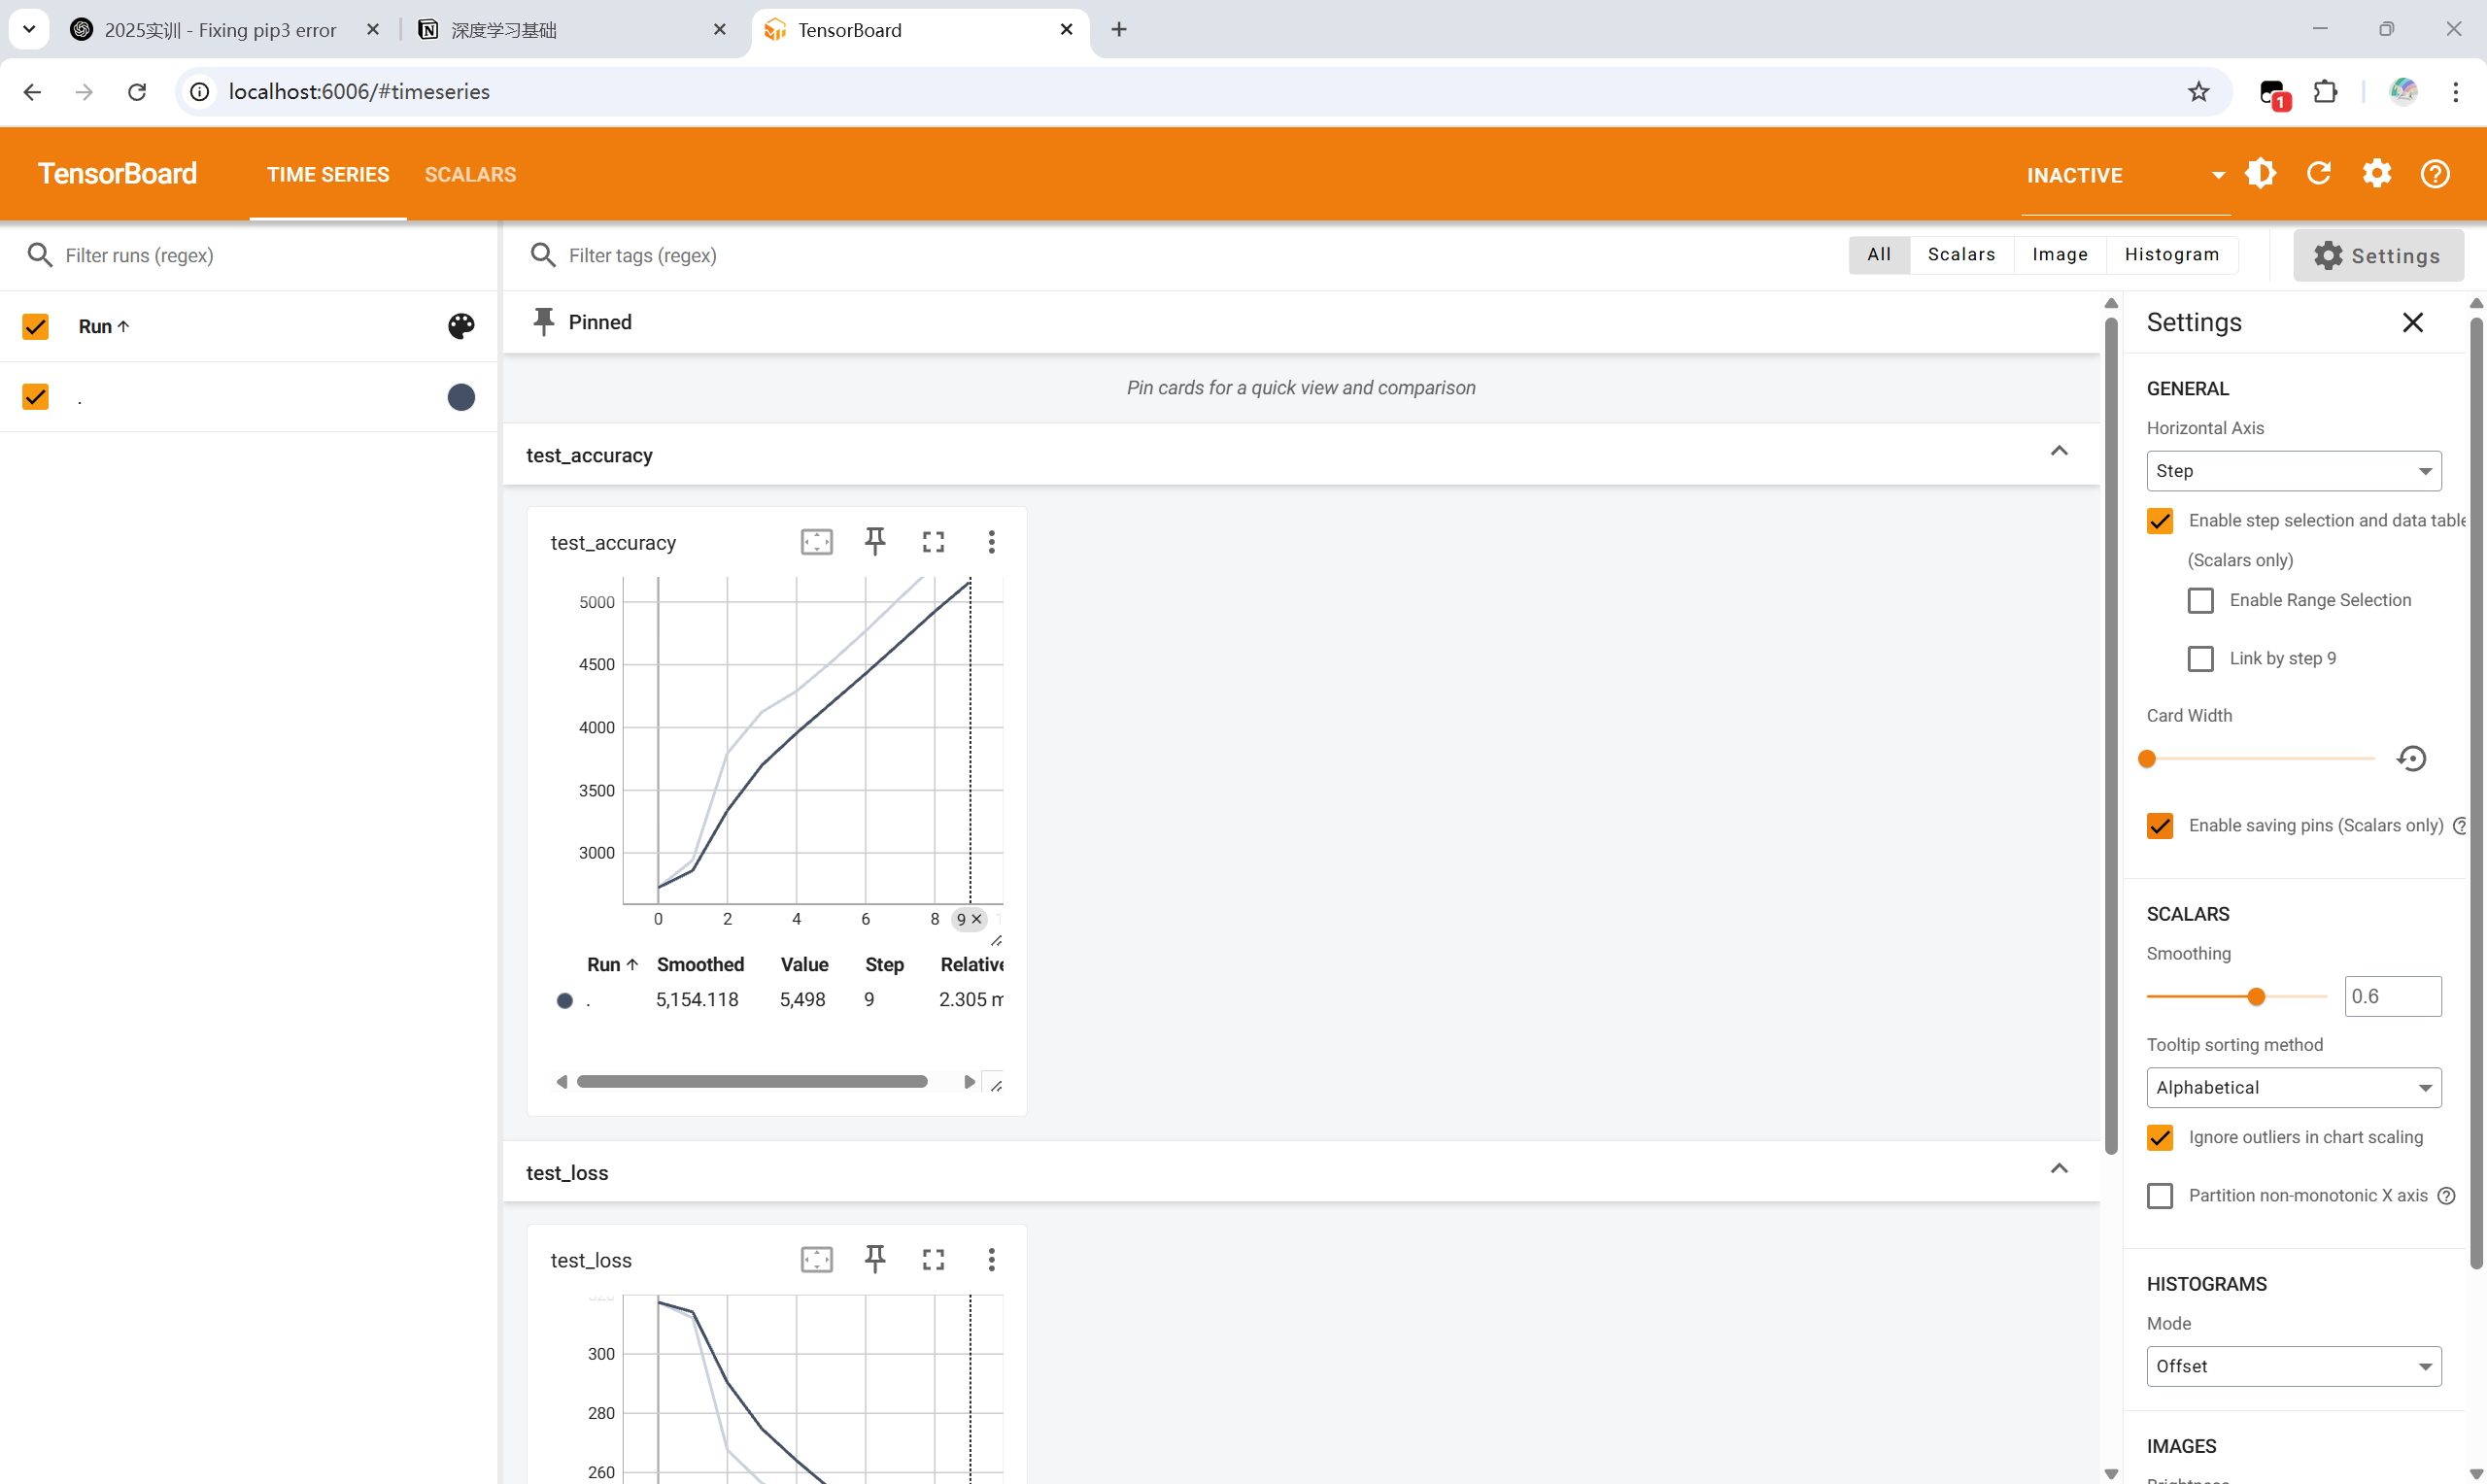 2025实训 - Fixing pip3 error
深度学习基础
TensorBoard
localhost:6006/#timeseries
1
TensorBoard
TIME SERIES
SCALARS
INACTIVE
Filter runs (regex)
Filter tags (regex)
All
Scalars
Image
Histogram
Settings
Run
.
Pinned
Pin cards for a quick view and comparison
test_accuracy
test_accuracy
5000
4500
4000
3500
3000
0 2 4 6 8 9
Run Smoothed Value Step Relative
. 5,154.118 5,498 9 2.305 m
test_loss
test_loss
300
280
260
Settings
GENERAL
Horizontal Axis
Step
Enable step selection and data table
(Scalars only)
Enable Range Selection
Link by step 9
Card Width
Enable saving pins (Scalars only)
SCALARS
Smoothing
0.6
Tooltip sorting method
Alphabetical
Ignore outliers in chart scaling
Partition non-monotonic X axis
HISTOGRAMS
Mode
Offset
IMAGES